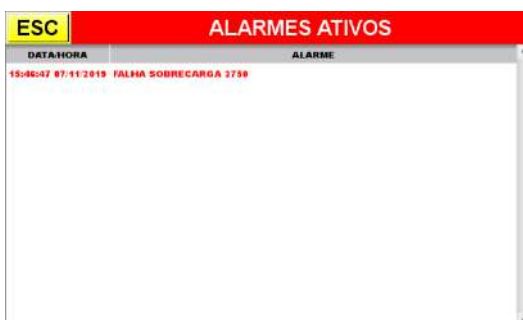 ESC ALARMES ATIVOS
DATA/HORA ALARME
15:46:47 07/11/2019 FALHA SOBRECARGA 3750